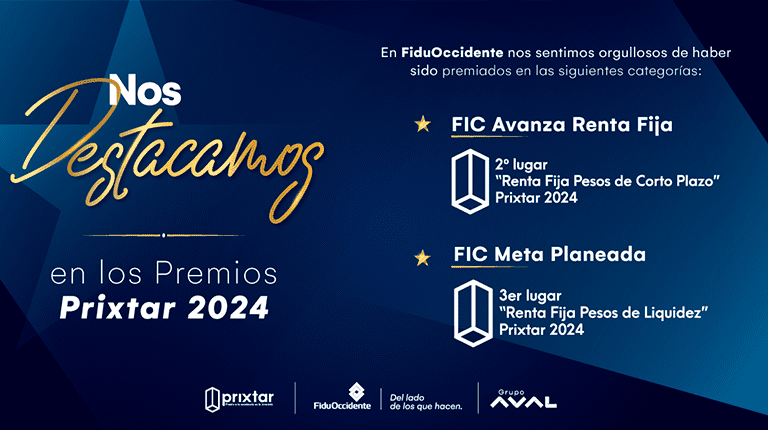 Nos
Destacamos
en los Premios
Prixtar 2024
En FiduOccidente nos sentimos orgullosos de haber
sido premiados en las siguientes categorías:
FIC Avanza Renta Fija
2º lugar
"Renta Fija Pesos de Corto Plazo"
Prixtar 2024
FIC Meta Planeada
3er lugar
"Renta Fija Pesos de Liquidez"
Prixtar 2024
prixtar
FiduOccidente
Del lado
de los que hacen.
Grupo
AVAL